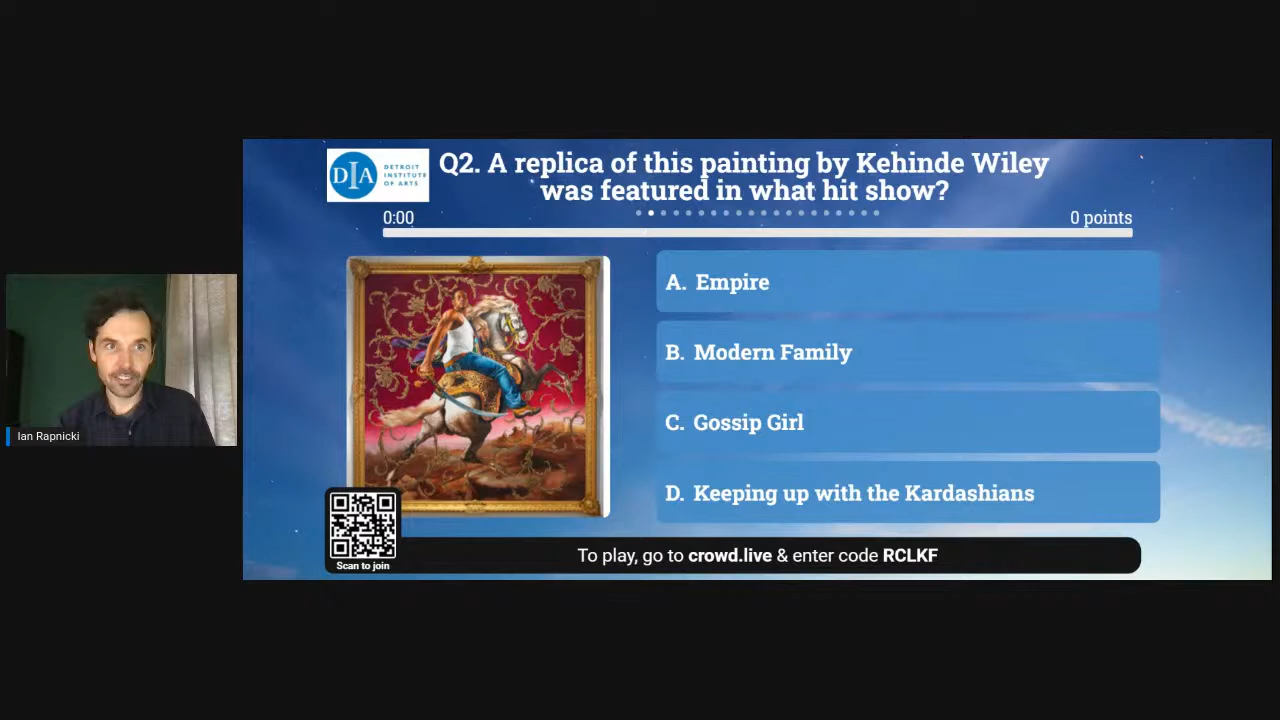 DIA
DETROIT
INSTITUTE
OF ARTS
Q2. A replica of this painting by Kehinde Wiley
was featured in what hit show?
0:00
0 points
A. Empire
B. Modern Family
C. Gossip Girl
D. Keeping up with the Kardashians
Ian Rapnicki
Scan to join
To play, go to crowd.live & enter code RCLKF